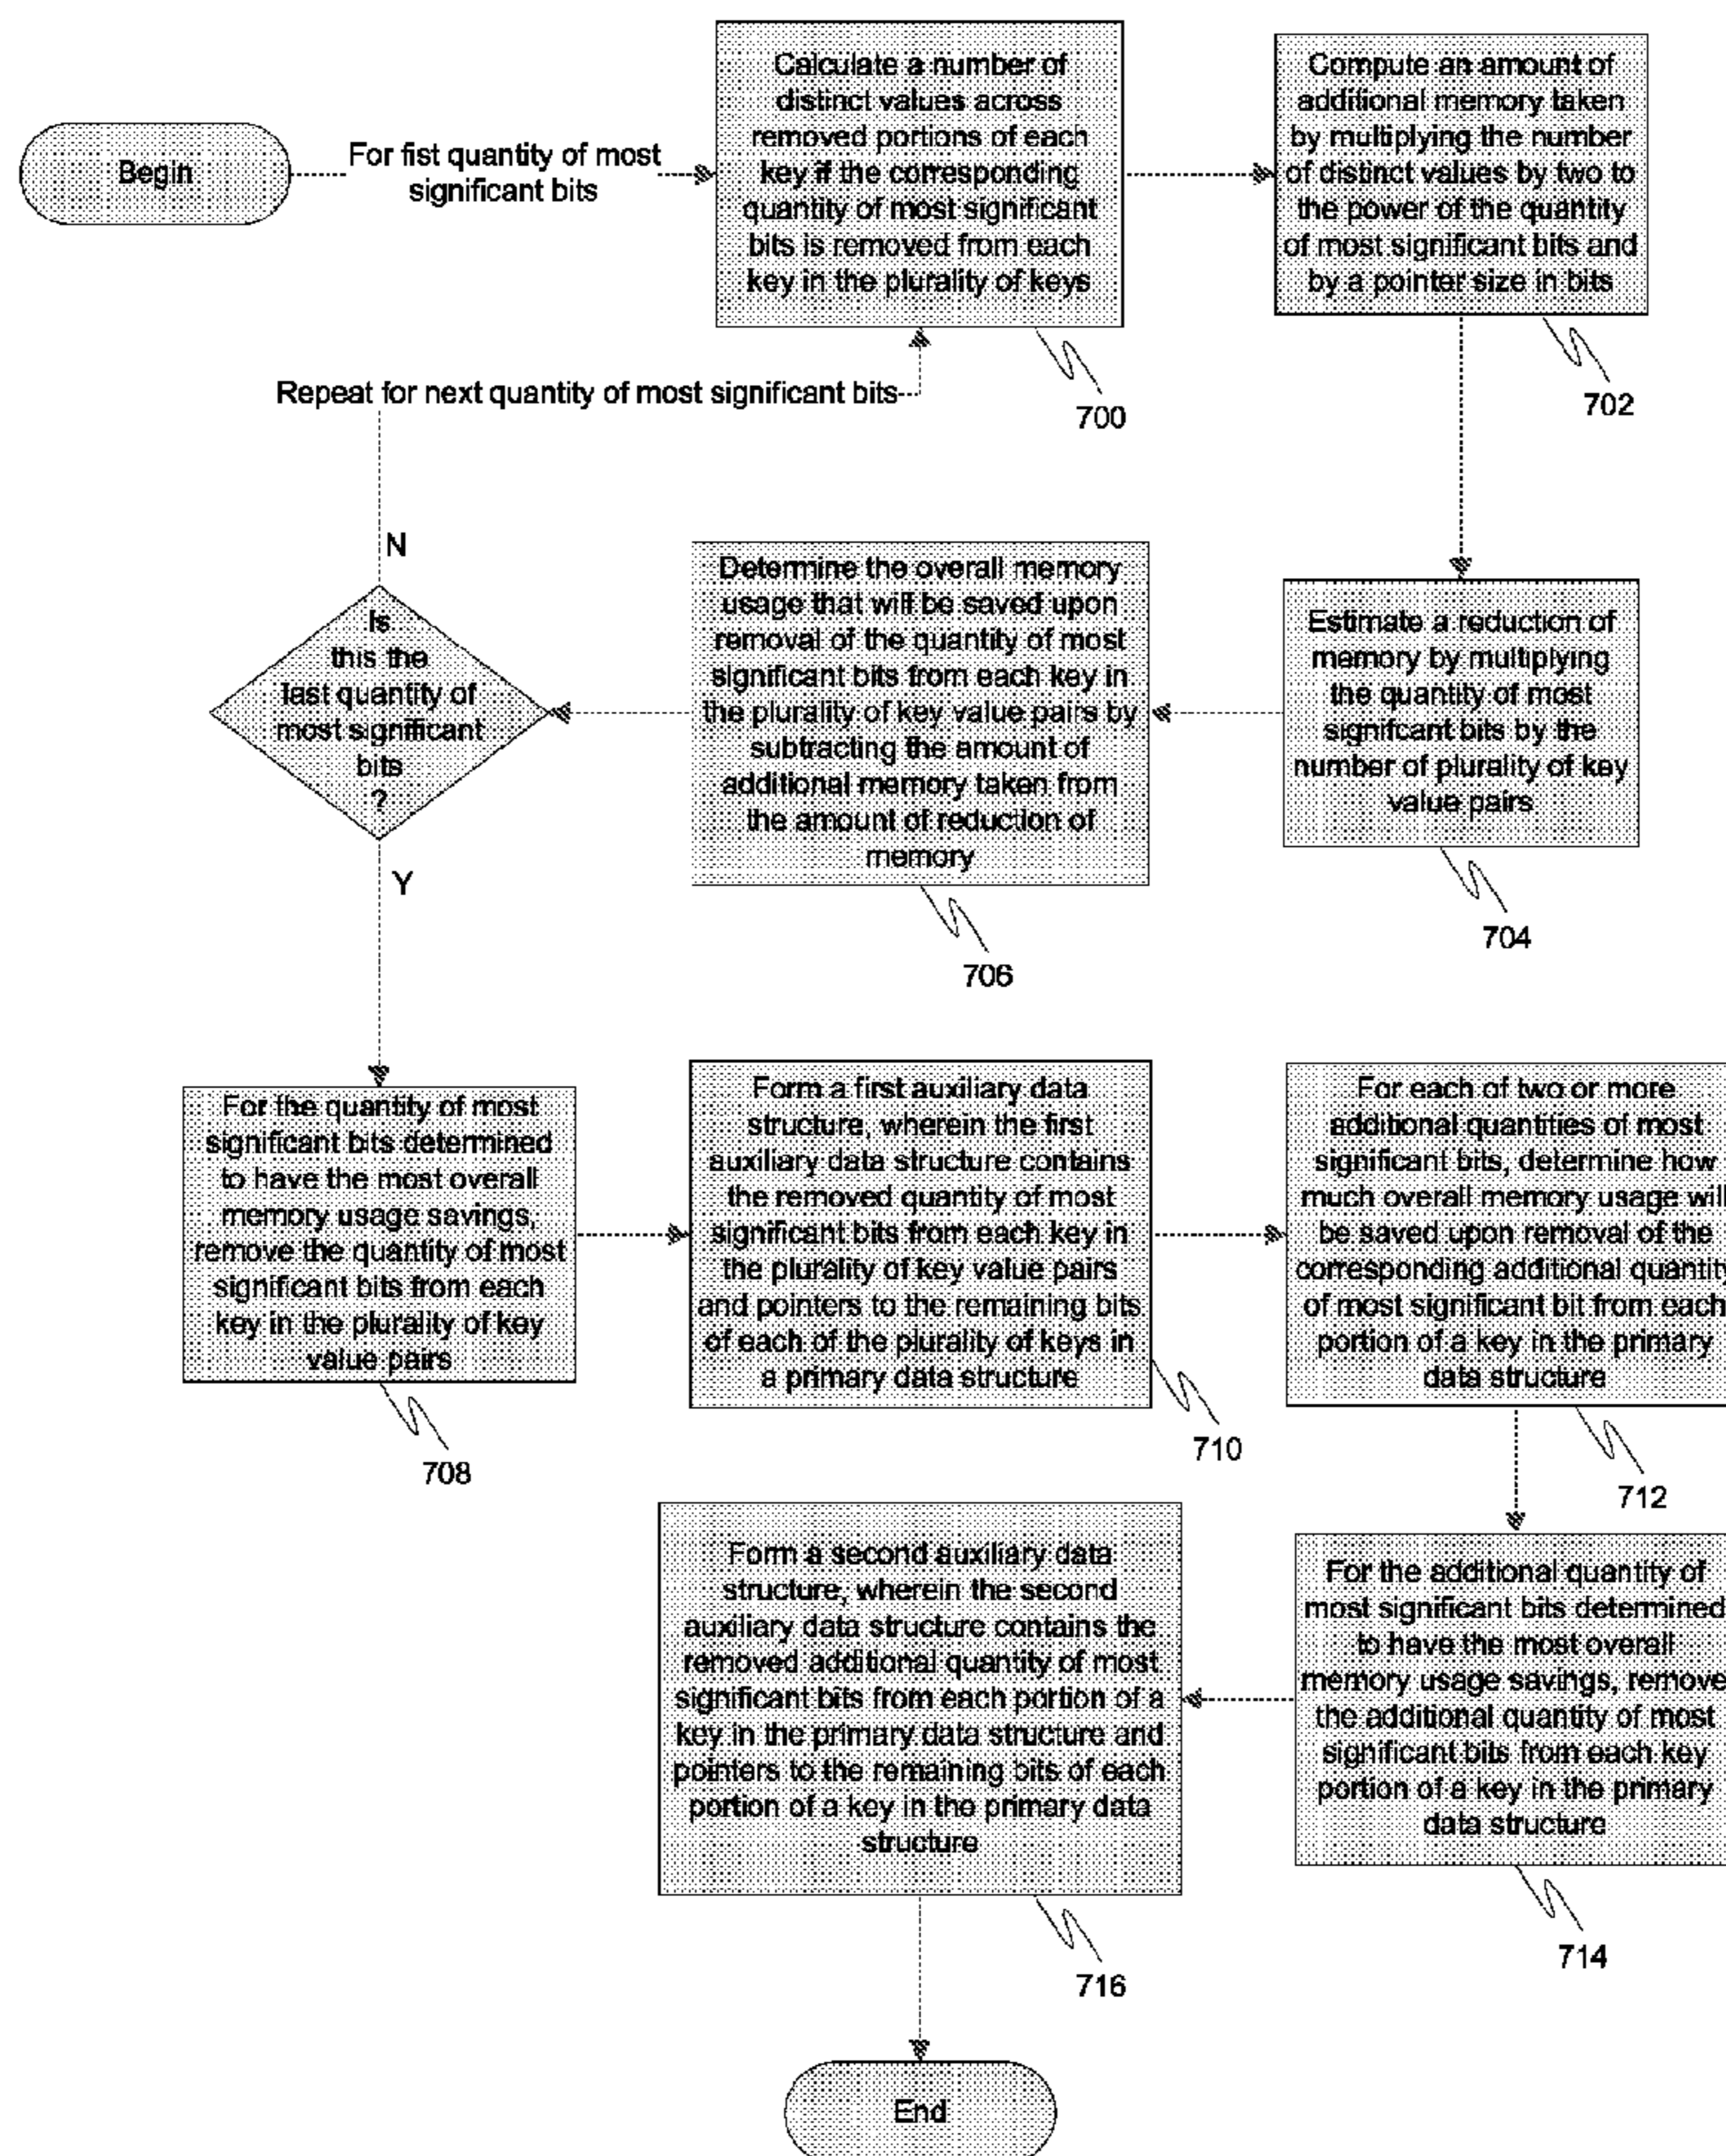 Begin
For fist quantity of most
significant bits
Calculate a number of
distinct values across
removed portions of each
key if the corresponding
quantity of most significant
bits is removed from each
key in the plurality of keys
700
Compute an amount of
additional memory taken
by multiplying the number
of distinct values by two to
the power of the quantity
of most significant bits and
by a pointer size in bits
702
Repeat for next quantity of most significant bits
N
Is
this the
last quantity of
most significant
bits
?
Y
Determine the overall memory
usage that will be saved upon
removal of the quantity of most
significant bits from each key in
the plurality of key value pairs by
subtracting the amount of
additional memory taken from
the amount of reduction of
memory
706
Estimate a reduction of
memory by multiplying
the quantity of most
signifcant bits by the
number of plurality of key
value pairs
704
For the quantity of most
significant bits determined
to have the most overall
memory usage savings,
remove the quantity of most
significant bits from each
key in the plurality of key
value pairs
708
Form a first auxiliary data
structure, wherein the first
auxiliary data structure contains
the removed quantity of most
significant bits from each key in
the plurality of key value pairs
and pointers to the remaining bits
of each of the plurality of keys in
a primary data structure
710
For each of two or more
additional quantities of most
significant bits, determine how
much overall memory usage will
be saved upon removal of the
corresponding additional quantity
of most significant bit from each
portion of a key in the primary
data structure
712
For the additional quantity of
most significant bits determined
to have the most overall
memory usage savings, remove
the additional quantity of most
significant bits from each key
portion of a key in the primary
data structure
714
Form a second auxiliary data
structure, wherein the second
auxiliary data structure contains the
removed additional quantity of most
significant bits from each portion of a
key in the primary data structure and
pointers to the remaining bits of each
portion of a key in the primary data
structure
716
End